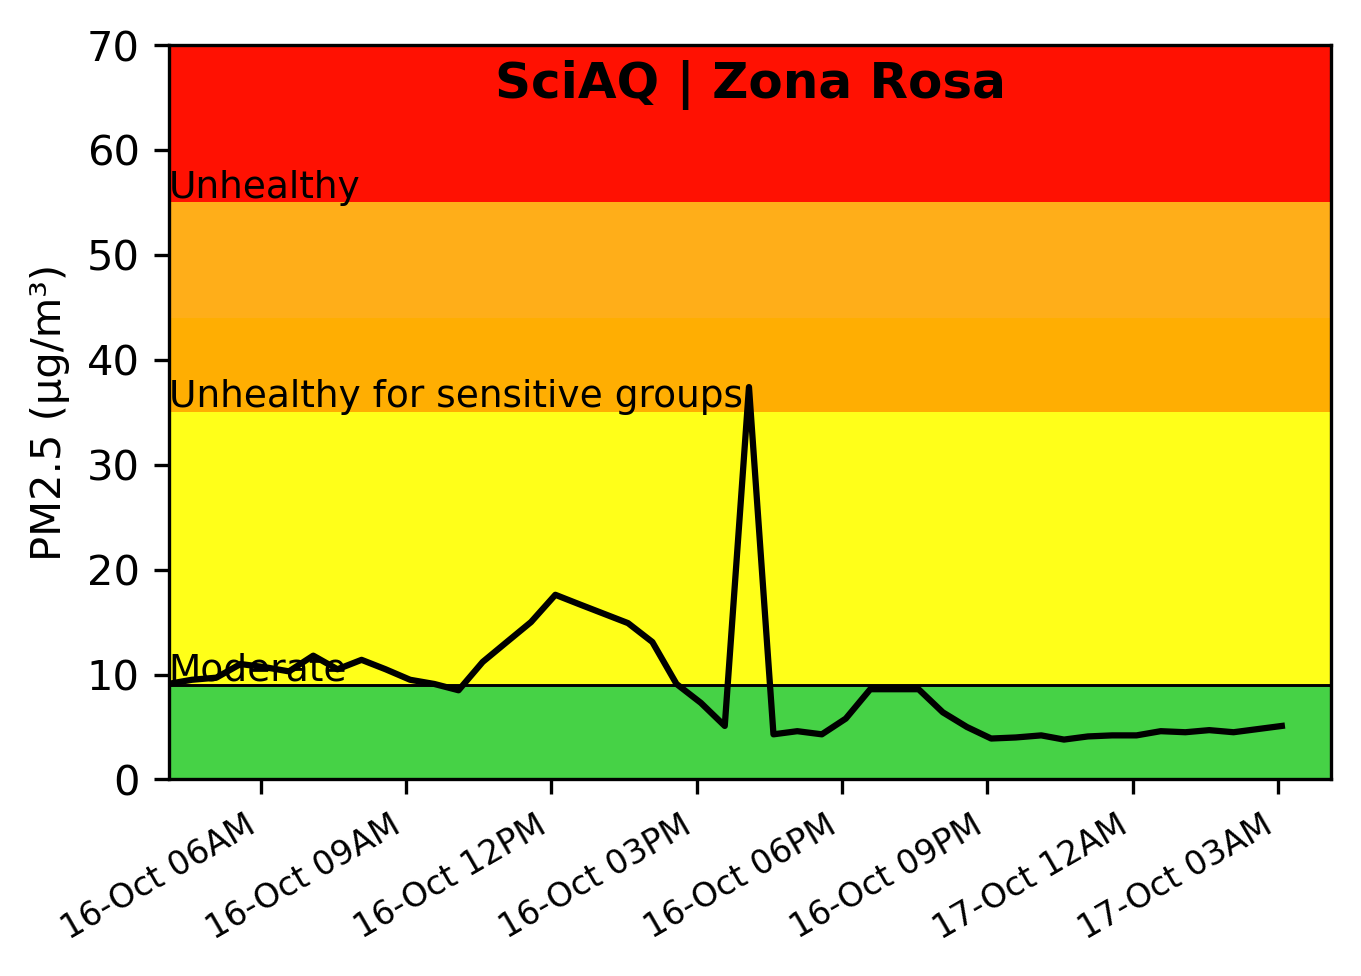 SciAQ | Zona Rosa
70
60
50
40
30
20
10
0
PM2.5 (µg/m³)
Unhealthy
Unhealthy for sensitive groups
Moderate
16-Oct 06AM
16-Oct 09AM
16-Oct 12PM
16-Oct 03PM
16-Oct 06PM
16-Oct 09PM
17-Oct 12AM
17-Oct 03AM